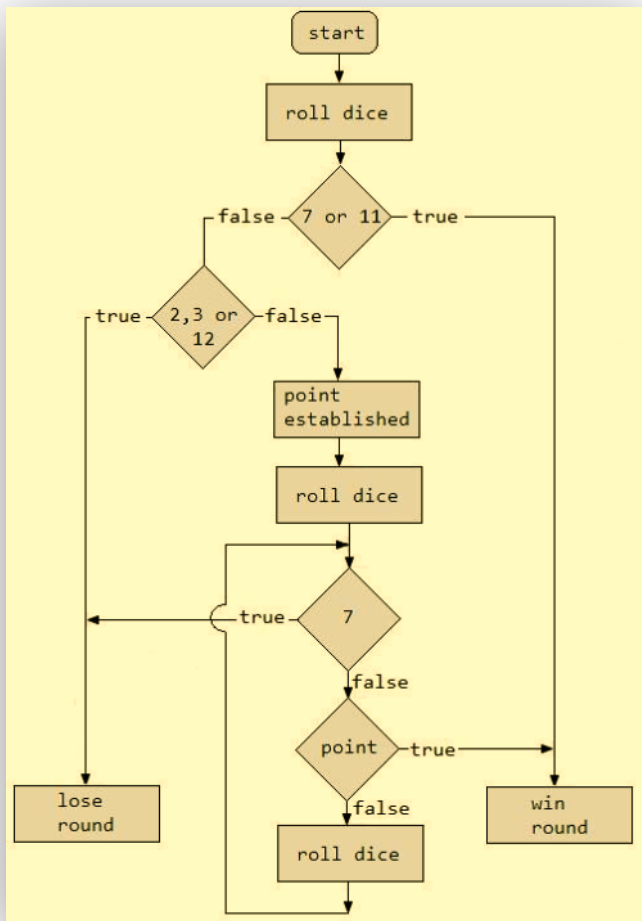 start
roll dice
7 or 11
false
true
2,3 or
12
true
false
point
established
roll dice
7
true
false
point
true
false
roll dice
lose
round
win
round